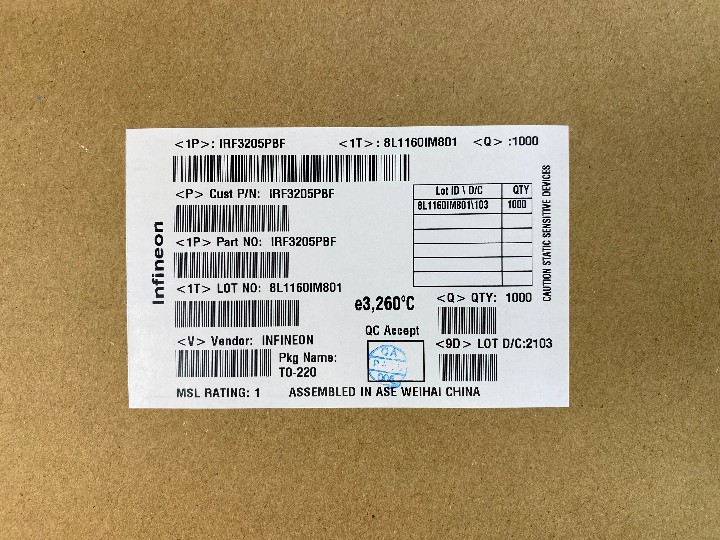 <1P>: IRF3205PBF <1T>: 8L1160IM801 <Q> :1000
<P> Cust P/N: IRF3205PBF
Lot ID \ D/C QTY
8L1160IM801\103 1000
<1P> Part NO: IRF3205PBF
<1T> LOT NO: 8L1160IM801
e3,260°C
<Q> QTY: 1000
QC Accept
<V> Vendor: INFINEON
<9D> LOT D/C:2103
Pkg Name:
TO-220
QA
MSL RATING: 1 ASSEMBLED IN ASE WEIHAI CHINA
Infineon
CAUTION STATIC SENSITIVE DEVICES